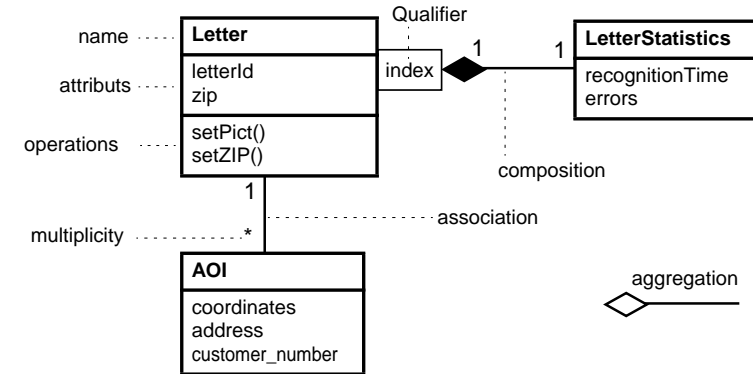 Qualifier
name
Letter
1
1
LetterStatistics
attributs
letterId
zip
index
recognitionTime
errors
operations
setPict()
setZIP()
composition
1
association
multiplicity
*
AOI
aggregation
coordinates
address
customer_number